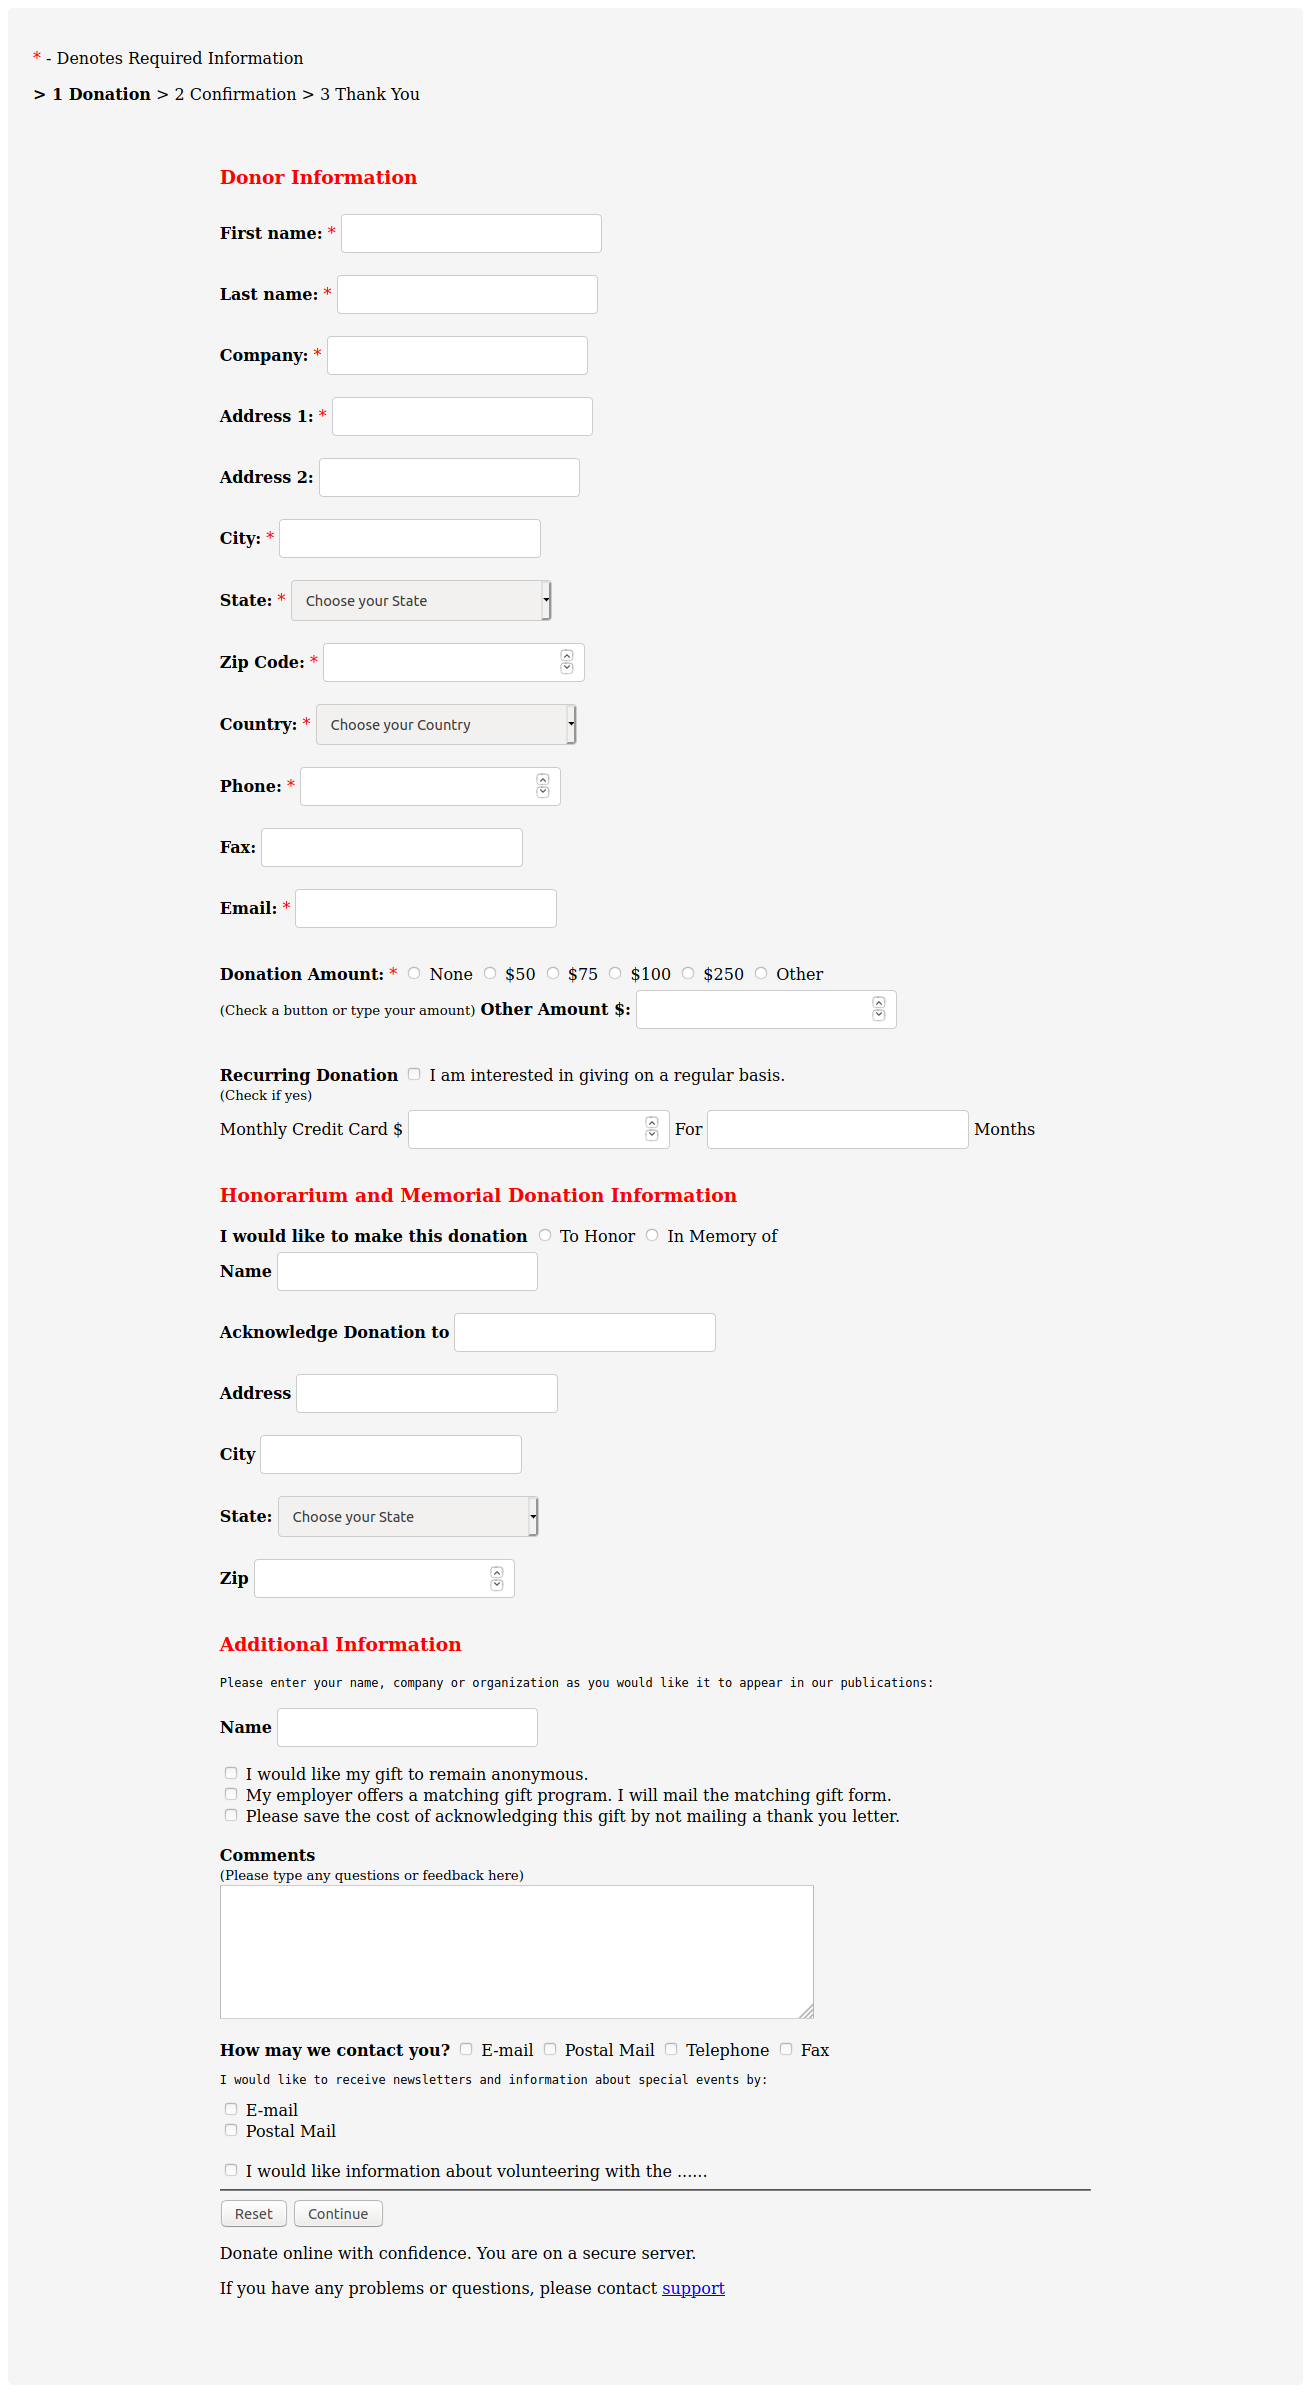 * - Denotes Required Information
> 1 Donation > 2 Confirmation > 3 Thank You
Donor Information
First name: *
Last name: *
Company: *
Address 1: *
Address 2:
City: *
State: * Choose your State
Zip Code: *
Country: * Choose your Country
Phone: *
Fax:
Email: *
Donation Amount: * None $50 $75 $100 $250 Other
(Check a button or type your amount) Other Amount $:
Recurring Donation I am interested in giving on a regular basis.
(Check if yes)
Monthly Credit Card $ For Months
Honorarium and Memorial Donation Information
I would like to make this donation To Honor In Memory of
Name
Acknowledge Donation to
Address
City
State: Choose your State
Zip
Additional Information
Please enter your name, company or organization as you would like it to appear in our publications:
Name
I would like my gift to remain anonymous.
My employer offers a matching gift program. I will mail the matching gift form.
Please save the cost of acknowledging this gift by not mailing a thank you letter.
Comments
(Please type any questions or feedback here)
How may we contact you? E-mail Postal Mail Telephone Fax
I would like to receive newsletters and information about special events by:
E-mail
Postal Mail
I would like information about volunteering with the ......
Reset Continue
Donate online with confidence. You are on a secure server.
If you have any problems or questions, please contact support